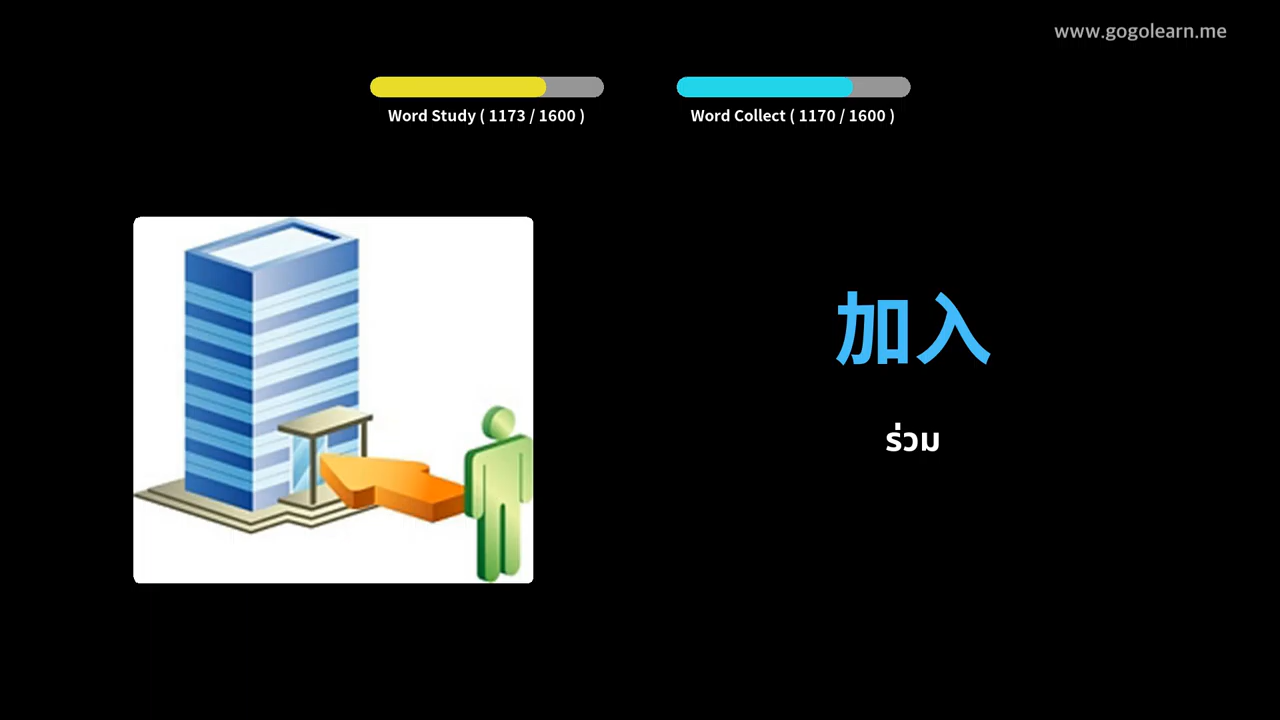 www.gogolearn.me
Word Study ( 1173 / 1600 )
Word Collect ( 1170 / 1600 )
加入
ร่วม